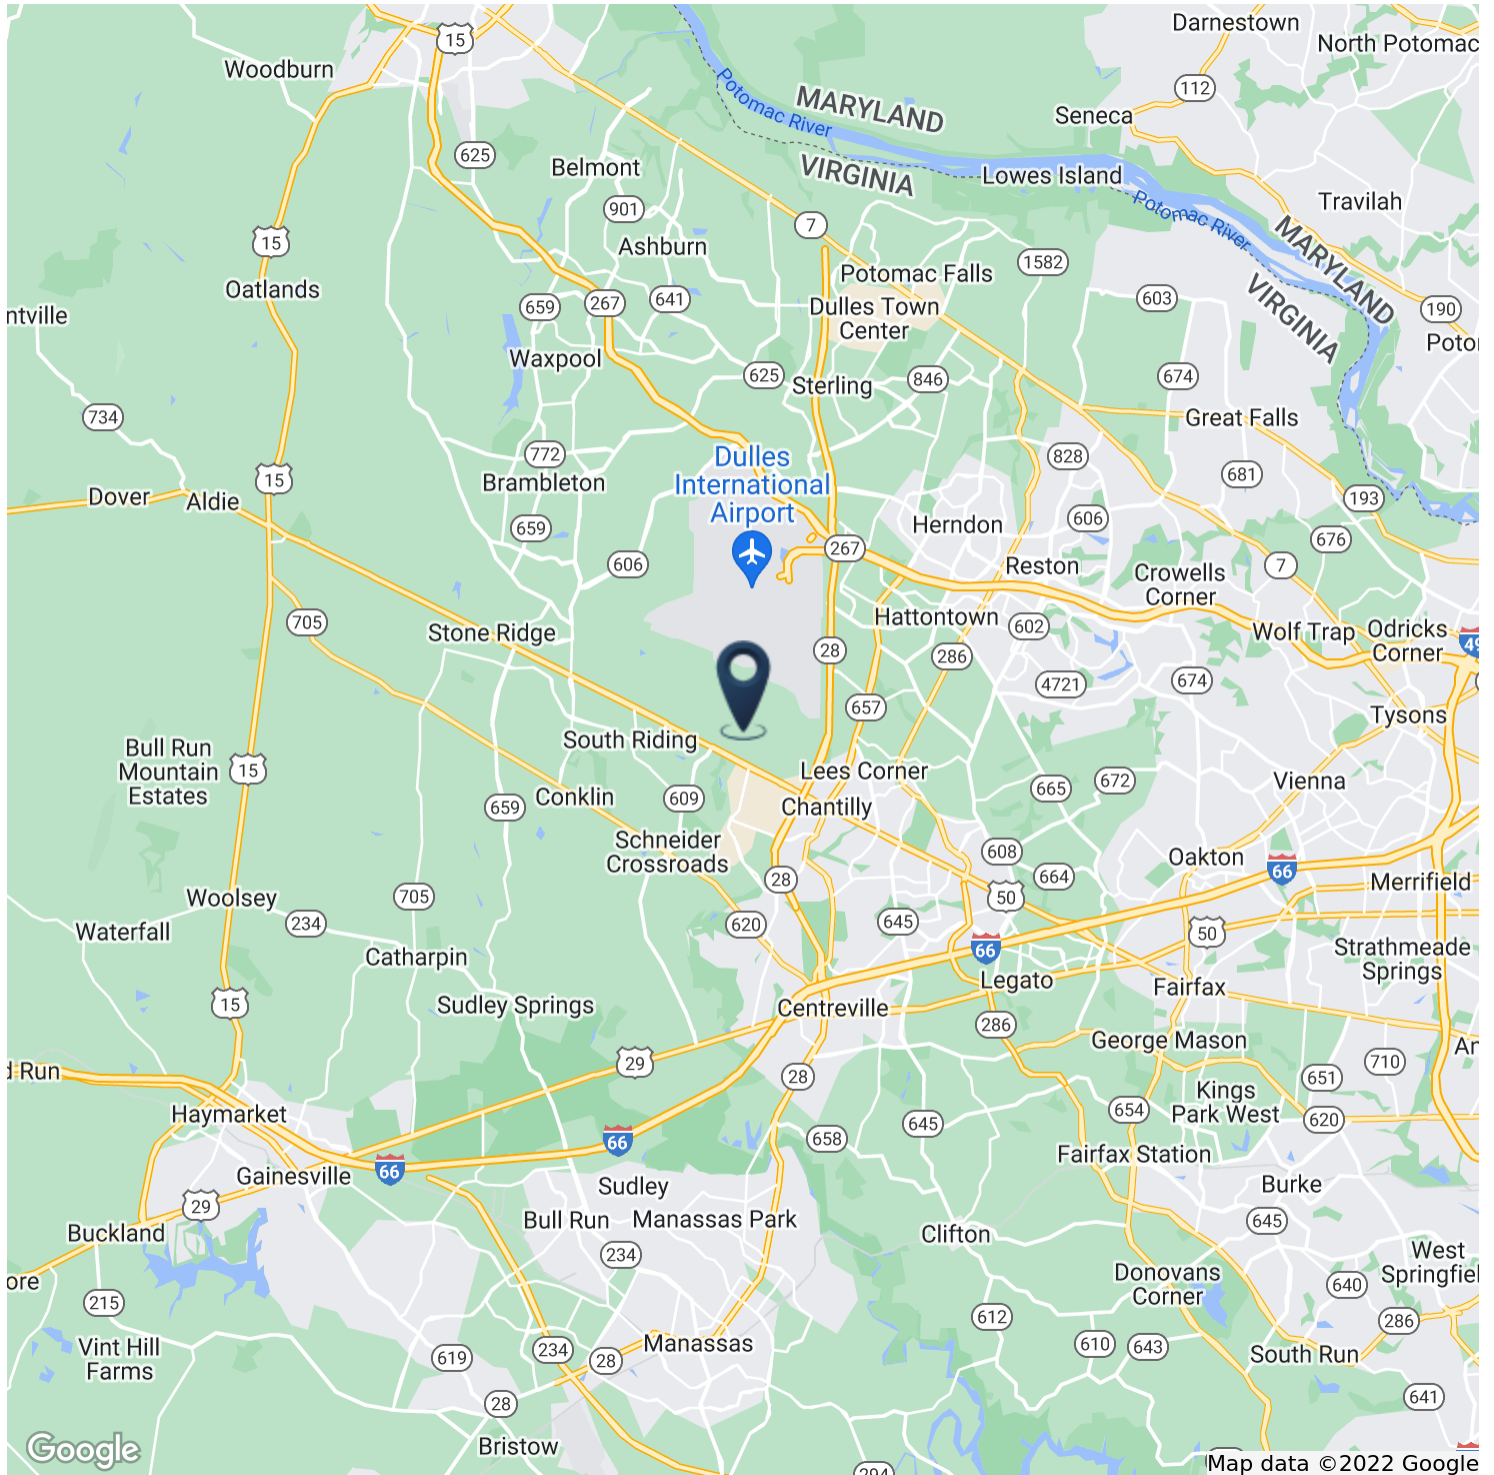 Darnestown
North Potomac
15
Woodburn
Potomac River
MARYLAND
112
Seneca
625
Belmont
VIRGINIA
Lowes Island
Travilah
901
Potomac River
MARYLAND
7
15
Ashburn
Potomac Falls
1582
Oatlands
659
267
641
Dulles Town
Center
603
VIRGINIA
190
ntville
Waxpool
Poto
625
Sterling
846
674
734
Great Falls
772
Dulles
International
Airport
828
681
15
Dover
Aldie
Brambleton
193
659
Herndon
606
676
606
267
Reston
7
Crowells
Corner
705
Stone Ridge
Hattontown
602
Wolf Trap
Odricks
Corner
49
28
286
4721
674
657
Tysons
South Riding
Bull Run
Mountain
Estates
15
Lees Corner
672
Vienna
659
Conklin
609
Chantilly
665
Schneider
Crossroads
608
Oakton
66
28
664
Merrifield
Woolsey
705
50
Waterfall
234
620
645
50
Catharpin
66
Strathmeade
Springs
Legato
Fairfax
15
Sudley Springs
Centreville
286
George Mason
An
d Run
29
28
710
651
Kings
Park West
Haymarket
654
620
645
66
658
Fairfax Station
66
Gainesville
Sudley
Burke
29
Bull Run
Manassas Park
645
Buckland
Clifton
234
West
Springfiel
ore
Donovans
Corner
640
215
612
286
Vint Hill
Farms
619
234
28
Manassas
610
643
South Run
28
641
Google
Bristow
Map data ©2022 Google
294